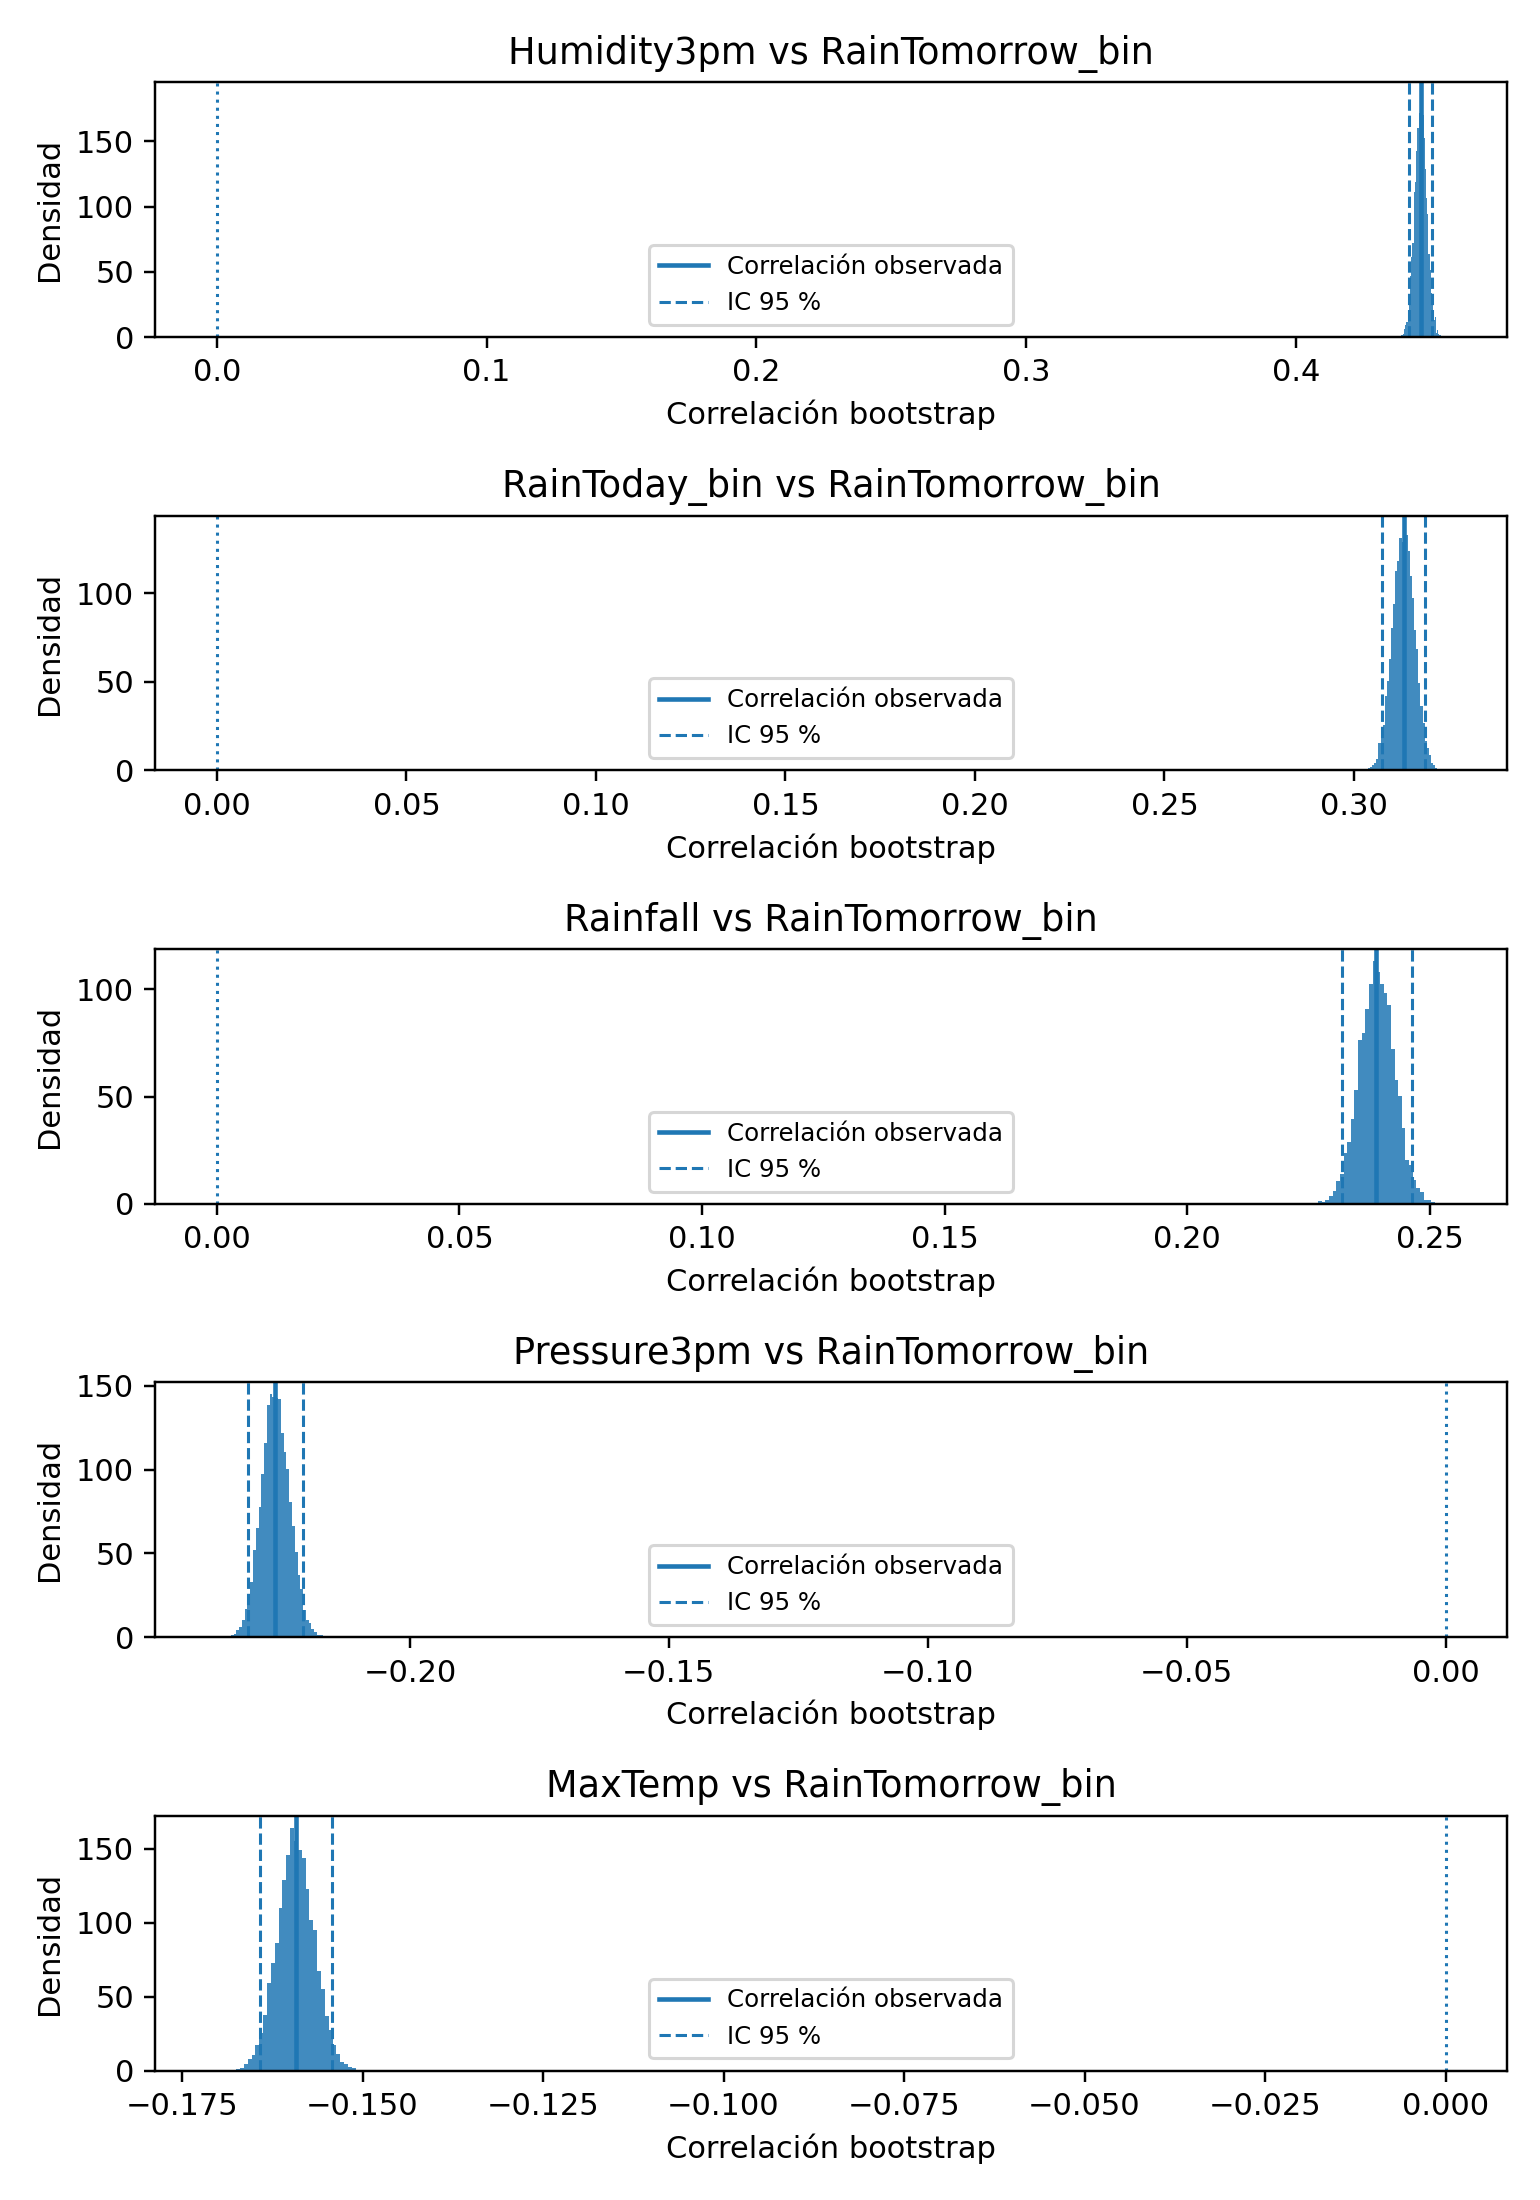 Humidity3pm vs RainTomorrow_bin
Densidad
150
100
50
0
Correlación observada
IC 95 %
0.0 0.1 0.2 0.3 0.4
Correlación bootstrap
RainToday_bin vs RainTomorrow_bin
Densidad
100
50
0
Correlación observada
IC 95 %
0.00 0.05 0.10 0.15 0.20 0.25 0.30
Correlación bootstrap
Rainfall vs RainTomorrow_bin
Densidad
100
50
0
Correlación observada
IC 95 %
0.00 0.05 0.10 0.15 0.20 0.25
Correlación bootstrap
Pressure3pm vs RainTomorrow_bin
Densidad
150
100
50
0
Correlación observada
IC 95 %
−0.20 −0.15 −0.10 −0.05 0.00
Correlación bootstrap
MaxTemp vs RainTomorrow_bin
Densidad
150
100
50
0
Correlación observada
IC 95 %
−0.175 −0.150 −0.125 −0.100 −0.075 −0.050 −0.025 0.000
Correlación bootstrap